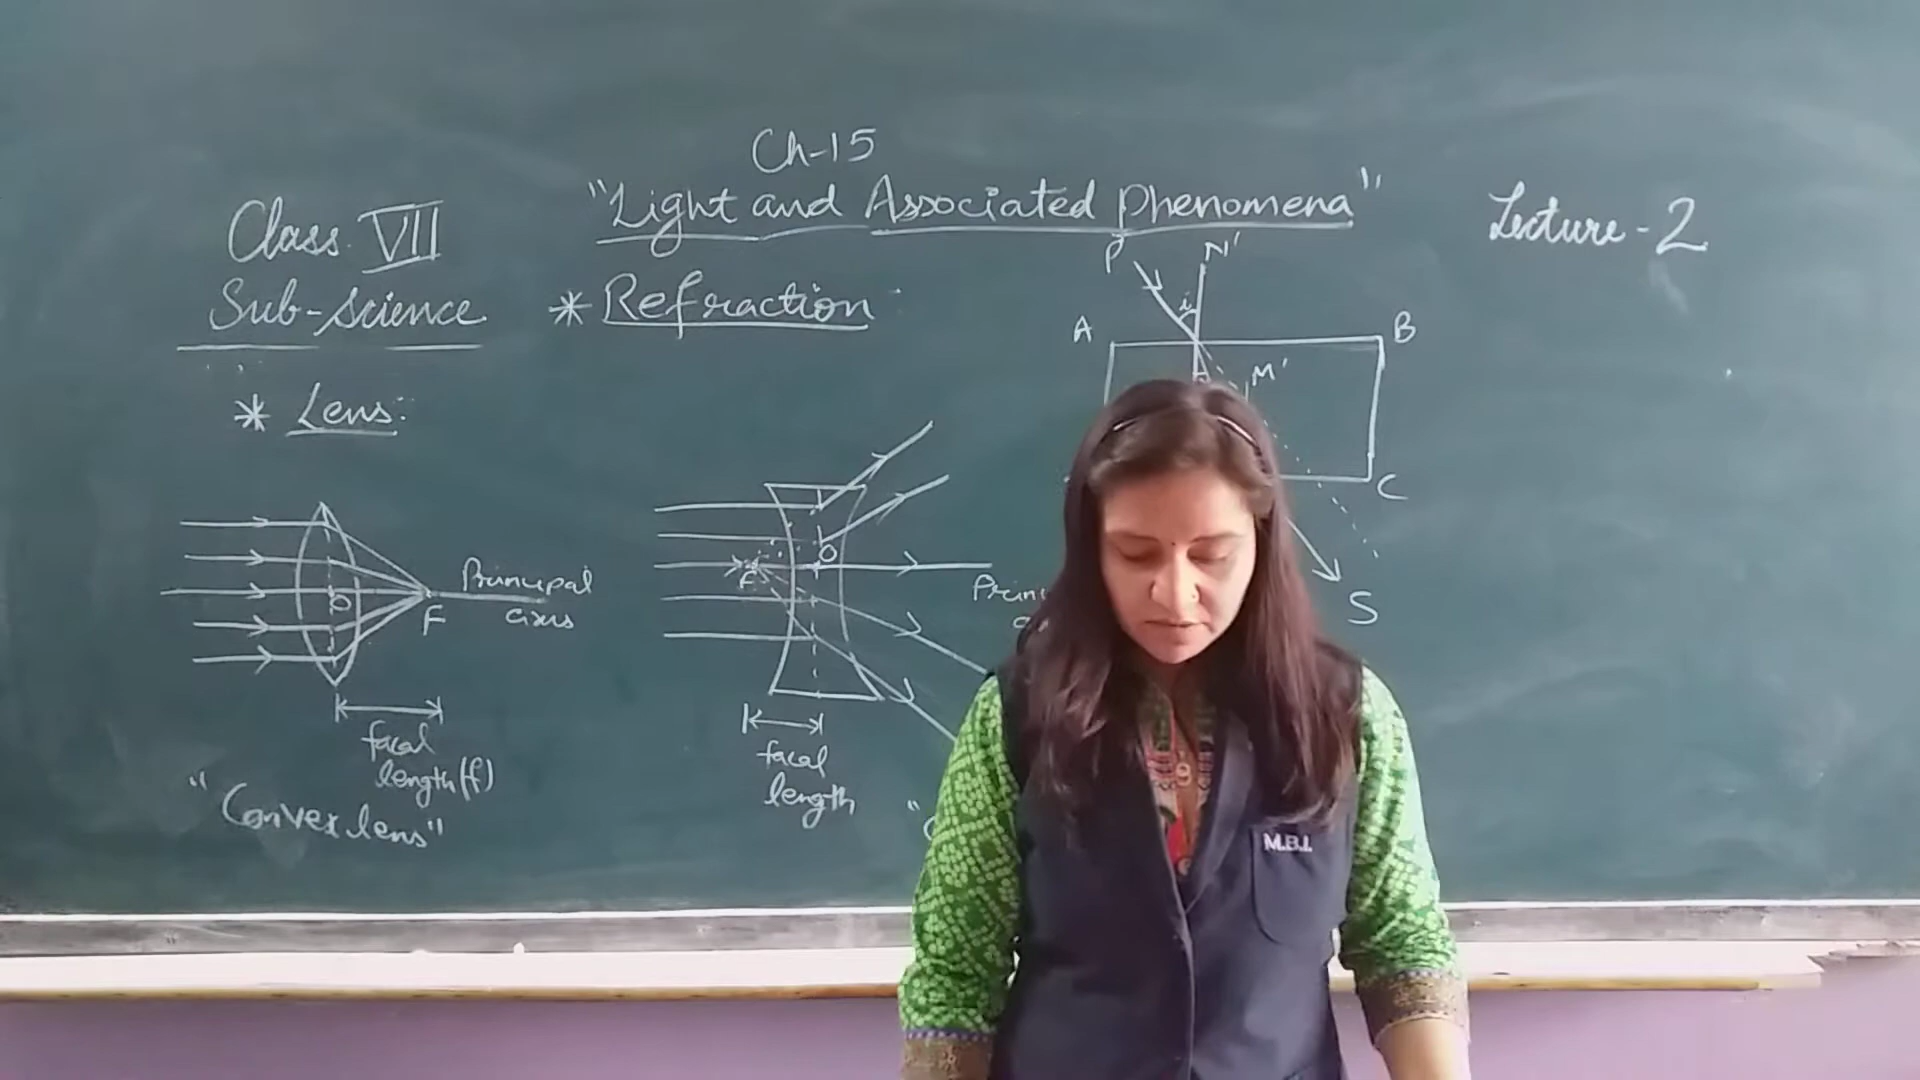 Ch-15
"Light and Associated Phenomena"
Class VII
Lecture-2
Sub-Science
* Refraction:
P
N'
i
A
B
M'
* Lens:
C
O
F
Principal
axis
O
F
S
focal
length(f)
"Convex lens"
focal
length
M.B.I.